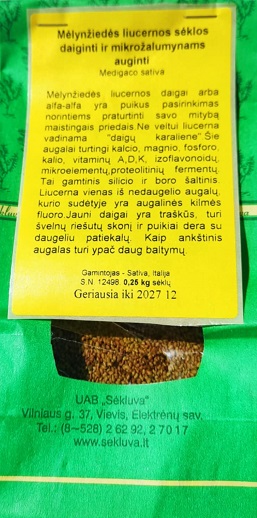 Mėlynžiedės liucernos sėklos
daiginti ir mikrožalumynams
auginti
Medigaco sativa
Mėlynžiedės liucernos daigai arba
alfa-alfa yra puikus pasirinkimas
norintiems praturtinti savo mitybą
maistingais priedais.Ne veltui liucerna
vadinama "daigų karaliene".Šie
augalai turtingi kalcio, magnio, fosforo,
kalio, vitaminų A,D,K, izoflavonoidų,
mikroelementų,proteolitinių fermentų.
Tai gamtinis silicio ir boro šaltinis.
Liucerna vienas iš nedaugelio augalų,
kurio sudėtyje yra augalinės kilmės
fluoro.Jauni daigai yra traškūs, turi
švelnų riešutų skonį ir puikiai dera su
daugeliu patiekalų. Kaip ankštinis
augalas turi ypač daug baltymų.
Gamintojas - Sativa, Italija
S.N. 12498 0,25 kg sėklų
Geriausia iki 2027 12
UAB „Sėkluva"
Vilniaus g. 37, Vievis, Elektrėnų sav.
Tel.: (8~528) 2 62 92, 2 70 17
www.sekluva.lt